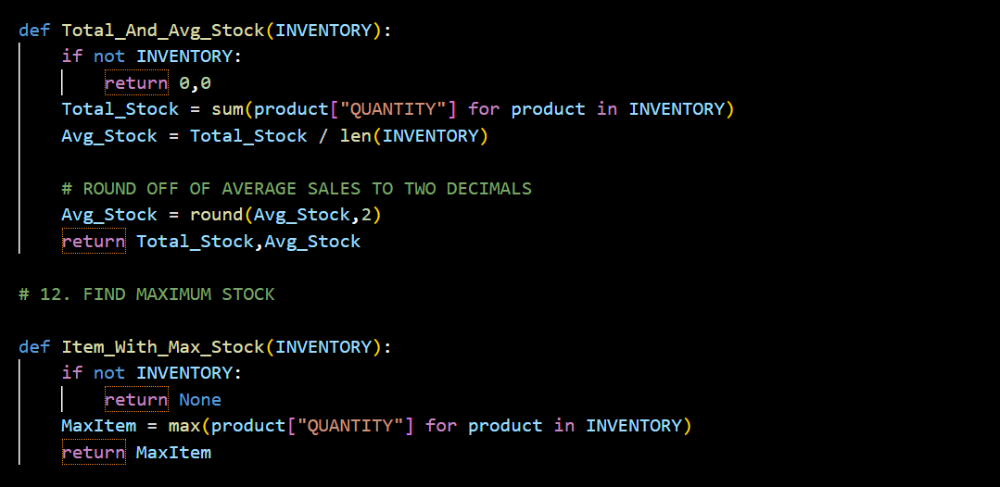 def Total_And_Avg_Stock(INVENTORY):
    if not INVENTORY:
        return 0,0
    Total_Stock = sum(product["QUANTITY"] for product in INVENTORY)
    Avg_Stock = Total_Stock / len(INVENTORY)

    # ROUND OFF OF AVERAGE SALES TO TWO DECIMALS
    Avg_Stock = round(Avg_Stock,2)
    return Total_Stock,Avg_Stock

# 12. FIND MAXIMUM STOCK

def Item_With_Max_Stock(INVENTORY):
    if not INVENTORY:
        return None
    MaxItem = max(product["QUANTITY"] for product in INVENTORY)
    return MaxItem